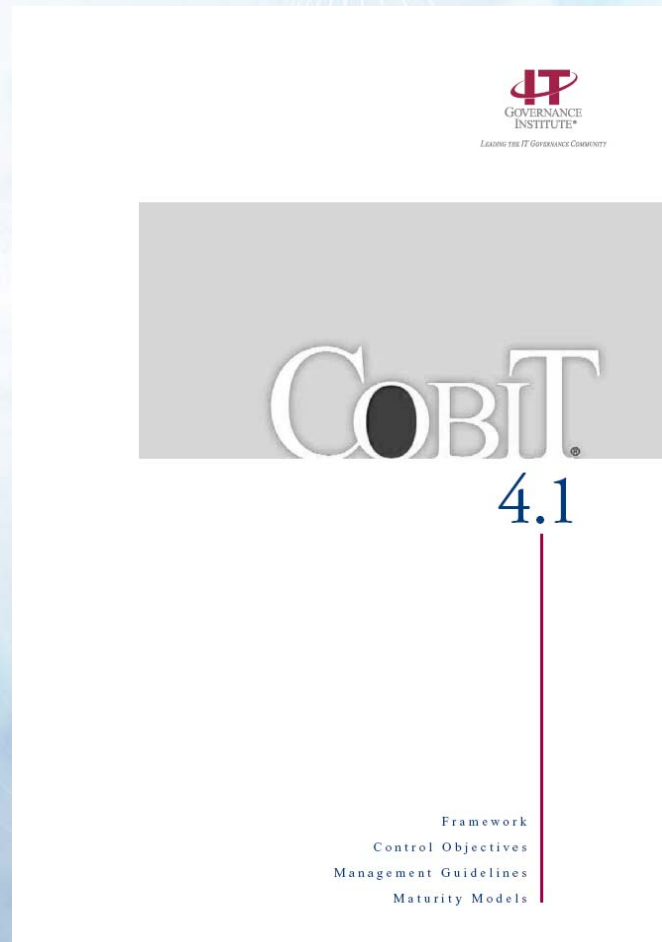 IT
GOVERNANCE
INSTITUTE®
LEADING THE IT GOVERNANCE COMMUNITY
COBIT®
4.1
Framework
Control Objectives
Management Guidelines
Maturity Models